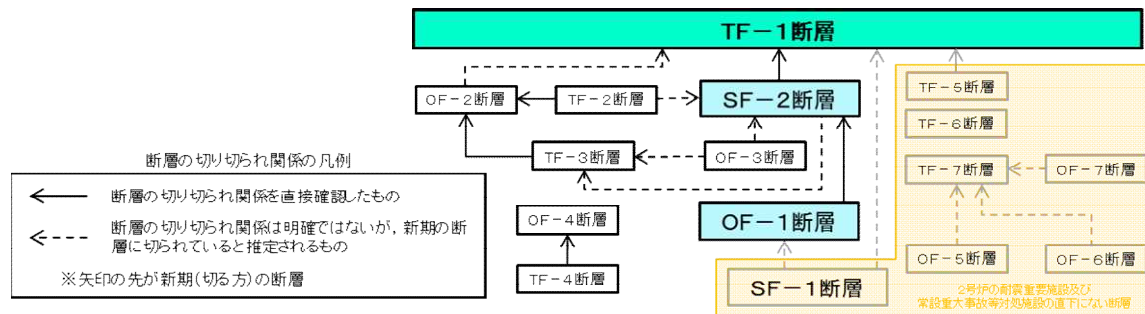 TF－1断層
OF－2断層
TF－2断層
SF－2断層
TF－5断層
TF－6断層
TF－3断層
OF－3断層
TF－7断層
OF－7断層
断層の切り切られ関係の凡例
断層の切り切られ関係を直接確認したもの
断層の切り切られ関係は明確ではないが，新期の断
層に切られていると推定されるもの
※矢印の先が新期(切る方)の断層
OF－4断層
OF－1断層
TF－4断層
SF－1断層
OF－5断層
OF－6断層
2号炉の耐震重要施設及び
常設重大事故等対処施設の直下にない断層